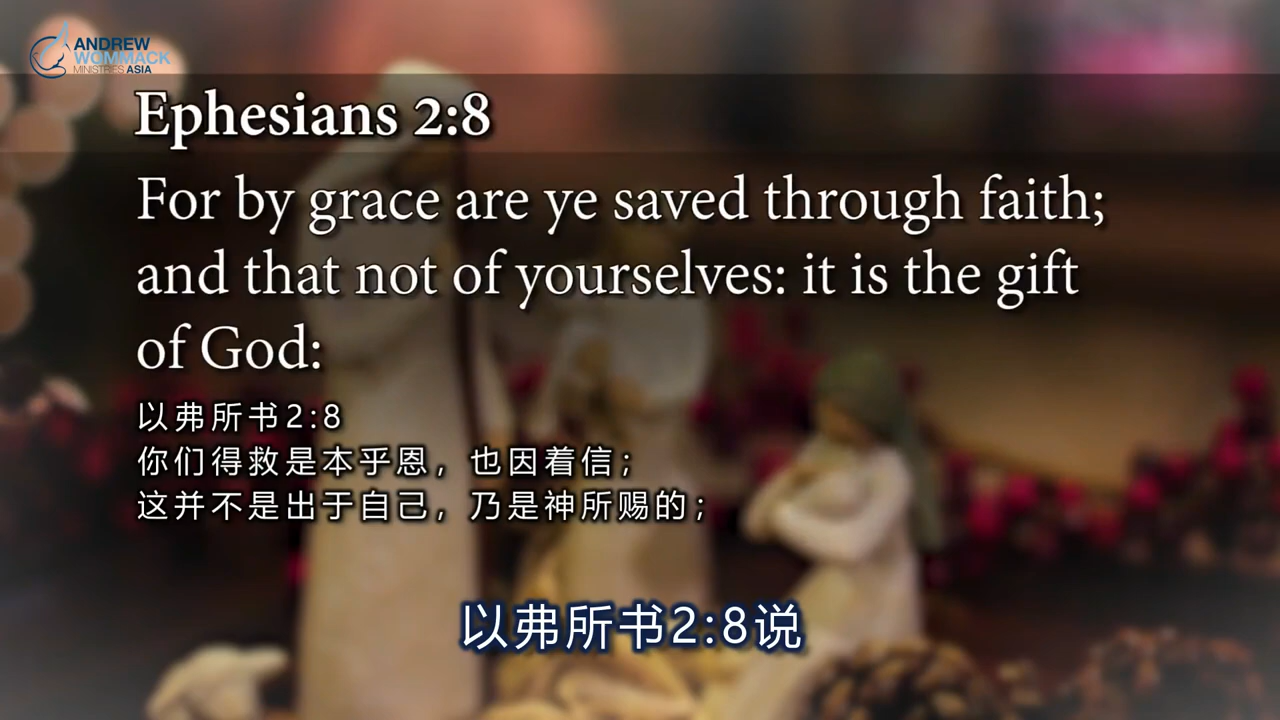 ANDREW
WOMMACK
MINISTRIES ASIA
Ephesians 2:8
For by grace are ye saved through faith;
and that not of yourselves: it is the gift
of God:
以弗所书2:8
你们得救是本乎恩，也因着信；
这并不是出于自己，乃是神所赐的；
以弗所书2:8说